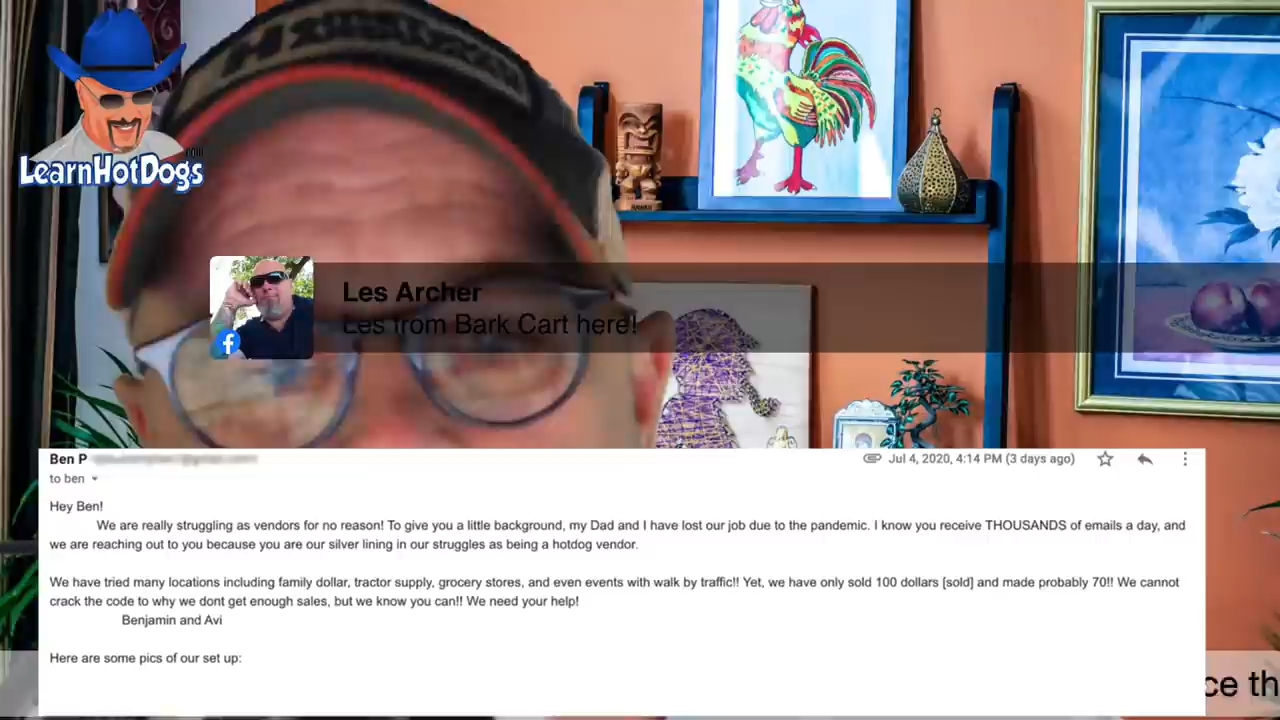 .com
LearnHotDogs
HAWAII
Les Archer
Les from Bark Cart here!
Ben P
Jul 4, 2020, 4:14 PM (3 days ago)
to ben
Hey Ben!
We are really struggling as vendors for no reason! To give you a little background, my Dad and I have lost our job due to the pandemic. I know you receive THOUSANDS of emails a day, and
we are reaching out to you because you are our silver lining in our struggles as being a hotdog vendor.
We have tried many locations including family dollar, tractor supply, grocery stores, and even events with walk by traffic!! Yet, we have only sold 100 dollars [sold] and made probably 70!! We cannot
crack the code to why we dont get enough sales, but we know you can!! We need your help!
Benjamin and Avi
Here are some pics of our set up:
ce th